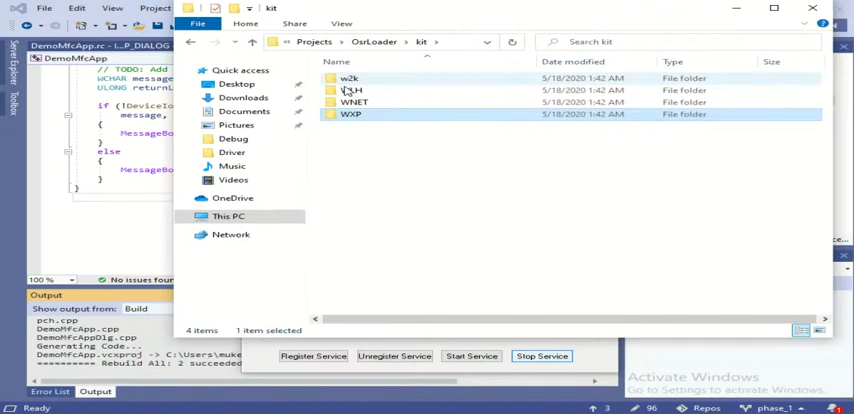 File Edit View Project
kit
File Home Share View
Projects > OsrLoader > kit >
Search kit
DemoMfcApp.rc - I...P_DIALOG
DemoMfcApp
Server Explorer
Toolbox
// TODO: Add
WCHAR message
ULONG returnL
if (!DeviceIo
message,
{
MessageBo
}
else
{
MessageBo
}
}
Quick access
Desktop
Downloads
Documents
Pictures
Debug
Driver
Music
Videos
OneDrive
This PC
Network
Name Date modified Type Size
w2k 5/18/2020 1:42 AM File folder
5/18/2020 1:42 AM File folder
WNET 5/18/2020 1:42 AM File folder
WXP 5/18/2020 1:42 AM File folder
100 % No issues foun
4 items 1 item selected
Output
Show output from: Build
pch.cpp
DemoMfcApp.cpp
DemoMfcAppDlg.cpp
Generating Code...
DemoMfcApp.vcxproj -> C:\Users\muke
========== Rebuild All: 2 succeeded
Register Service Unregister Service Start Service Stop Service
Activate Windows
Go to Settings to activate Windows.
Error List Output
Ready 3 96 Repos phase_1 1